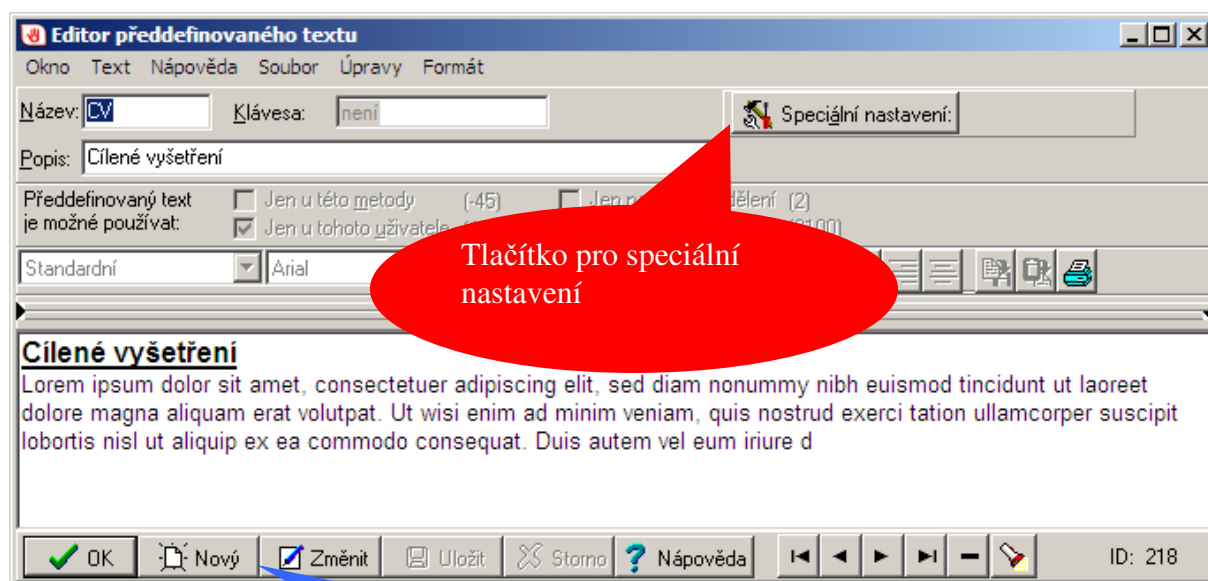 Editor předdefinovaného textu
Okno Text Nápověda Soubor Úpravy Formát
Název: CV Klávesa: není Speciální nastavení:
Popis: Cílené vyšetření
Předdefinovaný text Jen u této metody (-45) Jen (2)
je možné používat: Jen u tohoto uživatele
Tlačítko pro speciální
nastavení
Standardní Arial
Cílené vyšetření
Lorem ipsum dolor sit amet, consectetuer adipiscing elit, sed diam nonummy nibh euismod tincidunt ut laoreet
dolore magna aliquam erat volutpat. Ut wisi enim ad minim veniam, quis nostrud exerci tation ullamcorper suscipit
lobortis nisl ut aliquip ex ea commodo consequat. Duis autem vel eum iriure d
OK Nový Změnit Uložit Storno Nápověda ID: 218